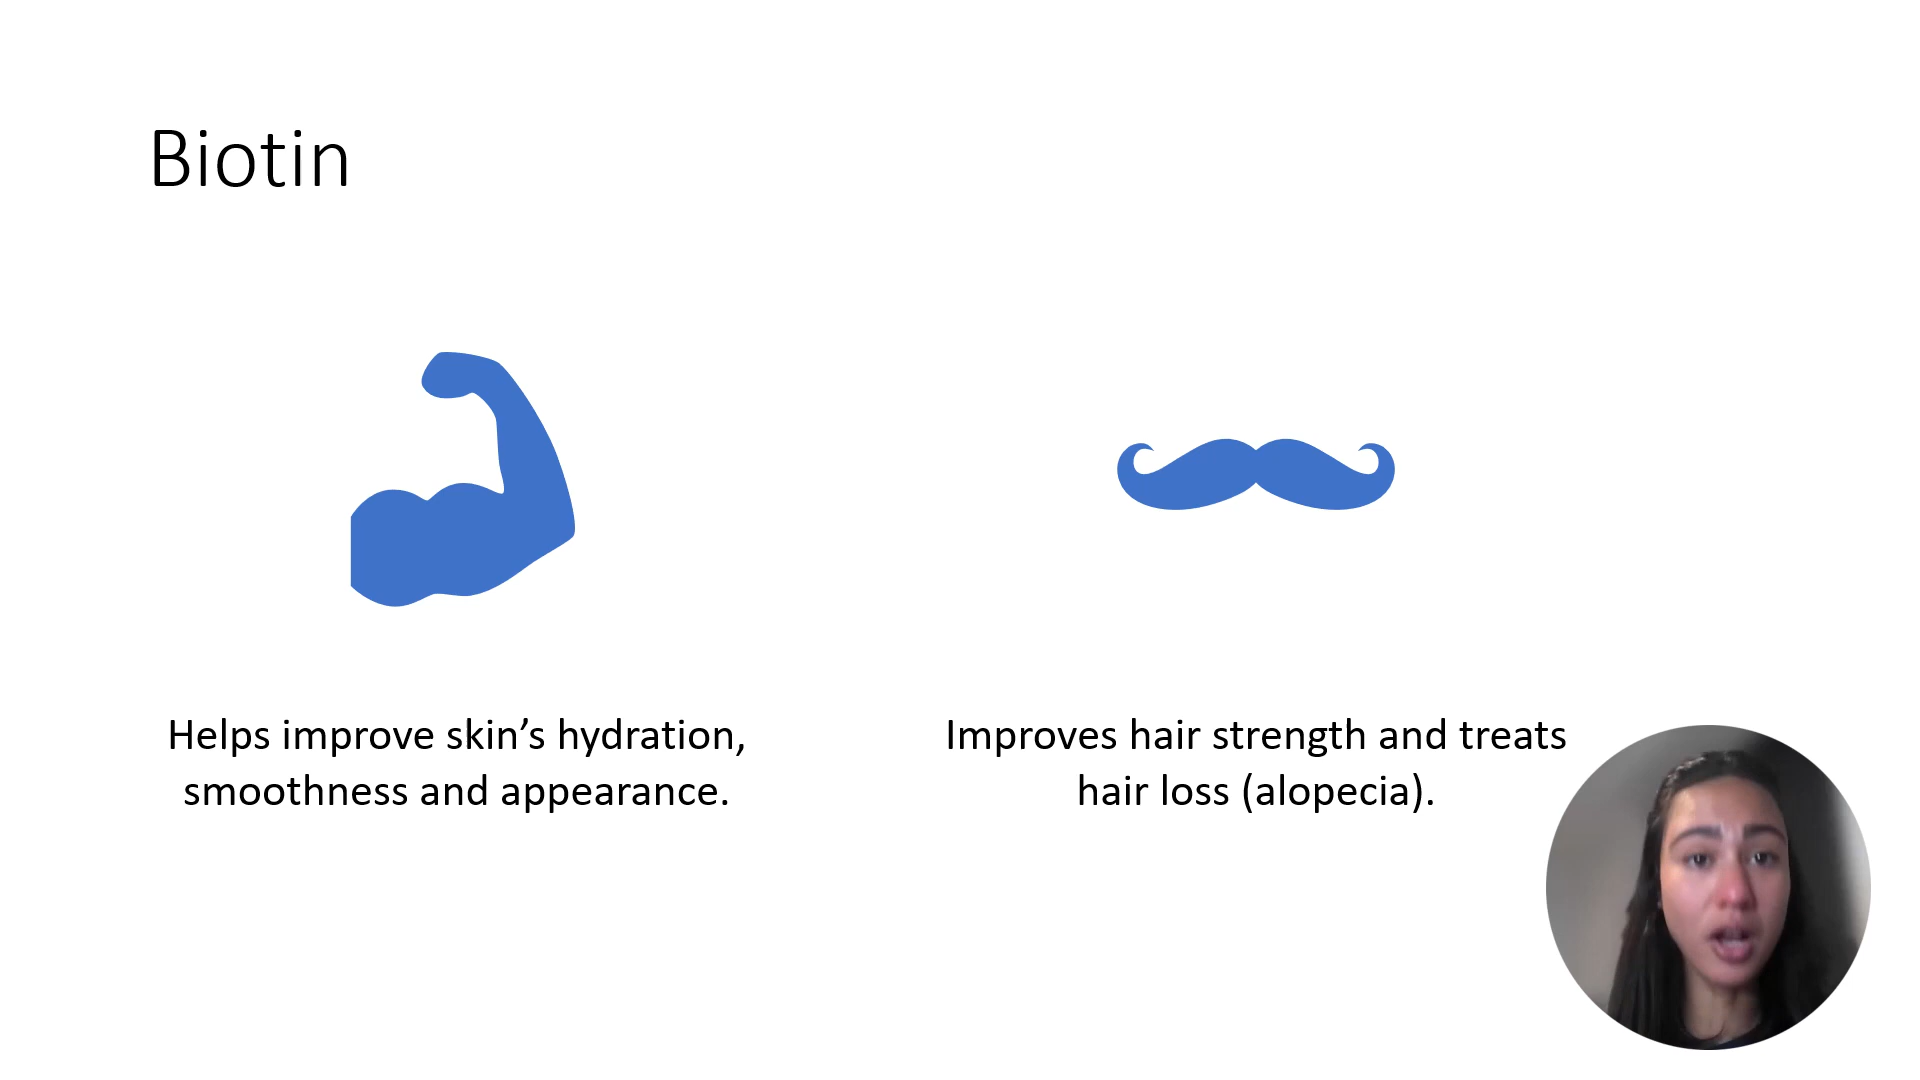 Biotin
Helps improve skin’s hydration,
smoothness and appearance.
Improves hair strength and treats
hair loss (alopecia).